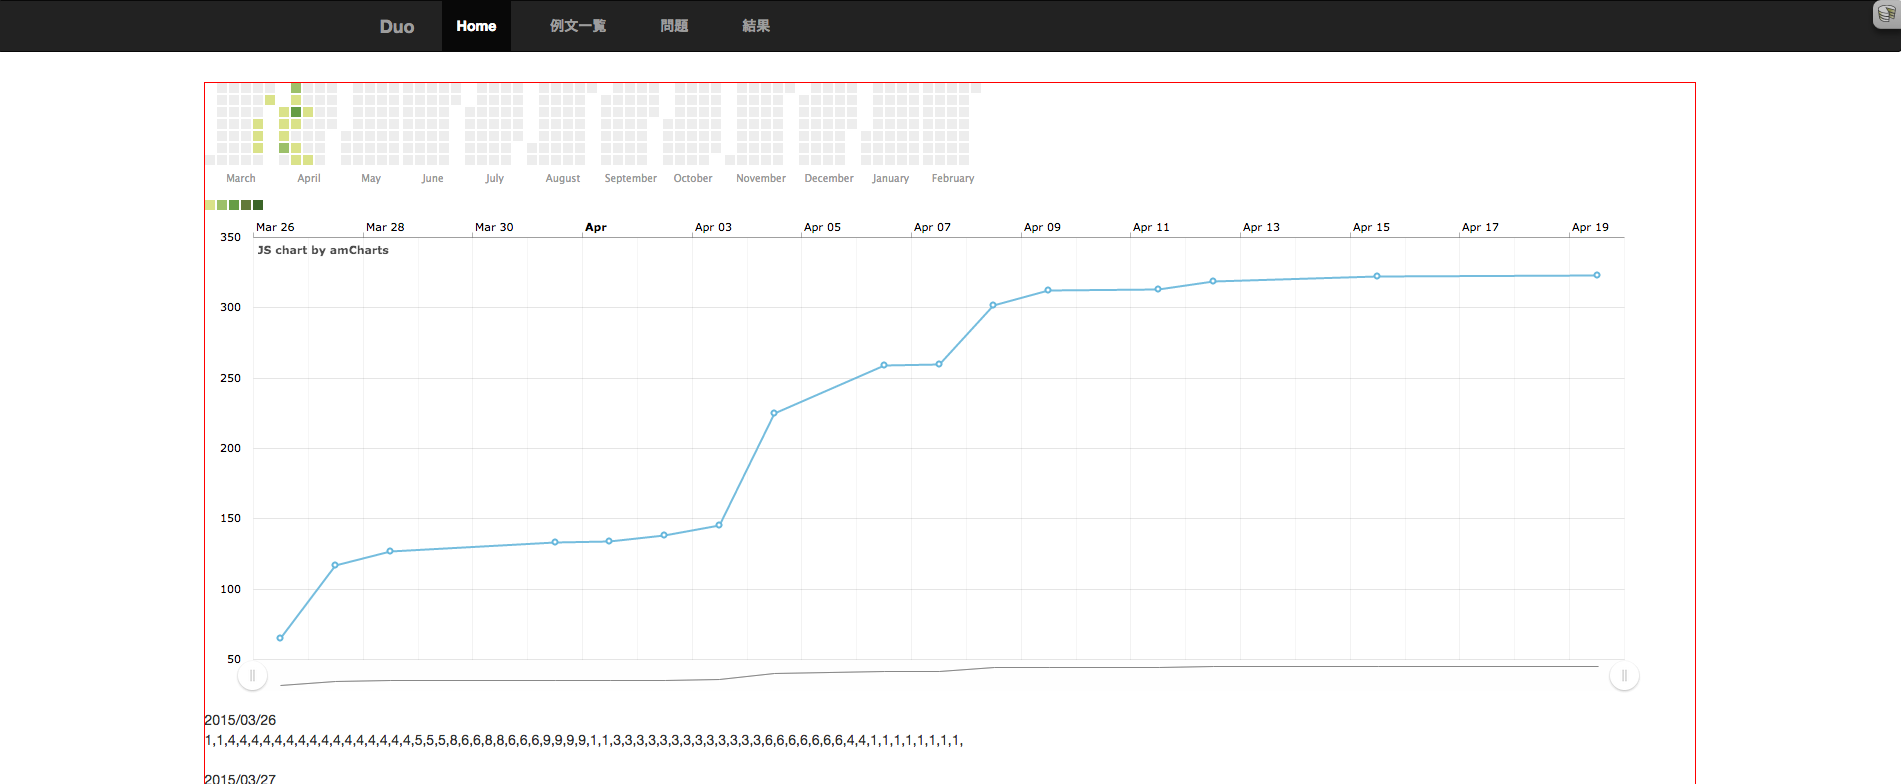 Duo Home 例文一覧 問題 結果
March April May June July August September October November December January February
Mar 26 Mar 28 Mar 30 Apr Apr 03 Apr 05 Apr 07 Apr 09 Apr 11 Apr 13 Apr 15 Apr 17 Apr 19
350
JS chart by amCharts
300
250
200
150
100
50
2015/03/26
1,1,4,4,4,4,4,4,4,4,4,4,4,4,4,4,4,4,5,5,5,8,6,6,8,8,6,6,6,9,9,9,9,1,1,3,3,3,3,3,3,3,3,3,3,3,3,3,6,6,6,6,6,6,6,4,4,1,1,1,1,1,1,1,1,
2015/03/27